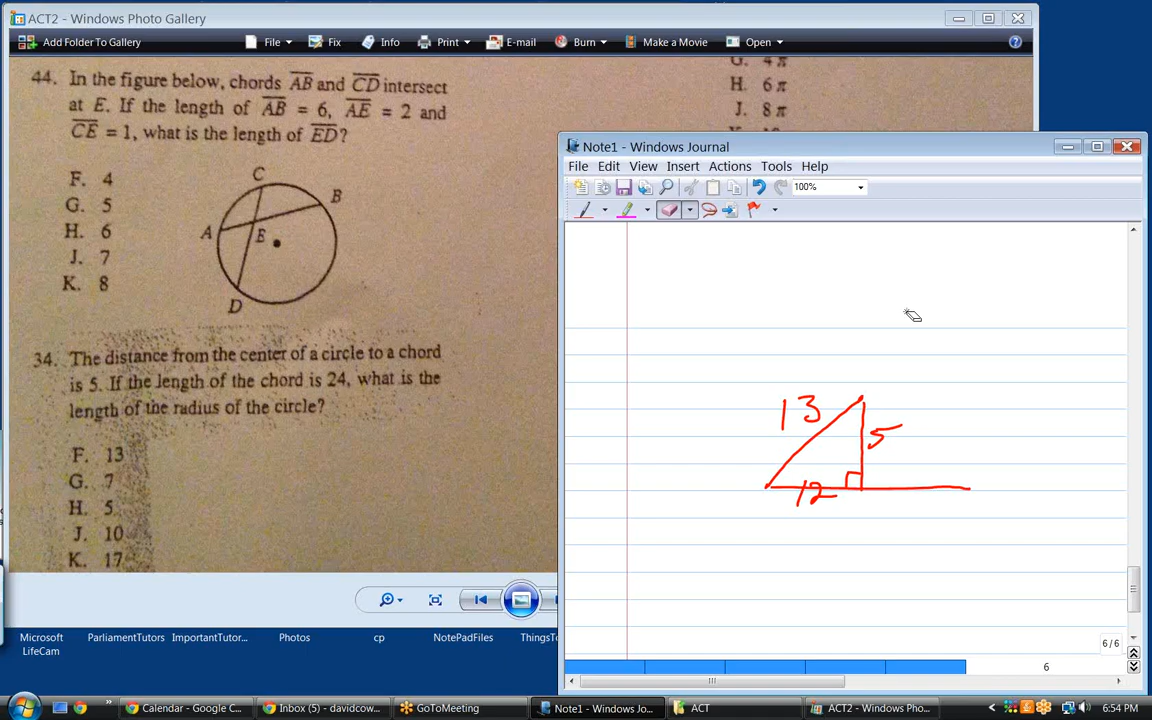 ACT2 - Windows Photo Gallery
Add Folder To Gallery File Fix Info Print E-mail Burn Make a Movie Open
44. In the figure below, chords AB and CD intersect
at E. If the length of AB = 6, AE = 2 and
CE = 1, what is the length of ED?
F. 4
G. 5
H. 6
J. 7
K. 8
C
B
A
E
D
G. 4π
H. 6π
J. 8π
34. The distance from the center of a circle to a chord
is 5. If the length of the chord is 24, what is the
length of the radius of the circle?
F. 13
G. 7
H. 5
J. 10
K. 17
Note1 - Windows Journal
File Edit View Insert Actions Tools Help
100%
13
5
12
6/6
6
Microsoft
LifeCam
ParliamentTutors
ImportantTutor...
Photos
cp
NotePadFiles
ThingsTo
Calendar - Google C... Inbox (5) - davidcow... GoToMeeting Note1 - Windows Jo... ACT ACT2 - Windows Pho... 6:54 PM